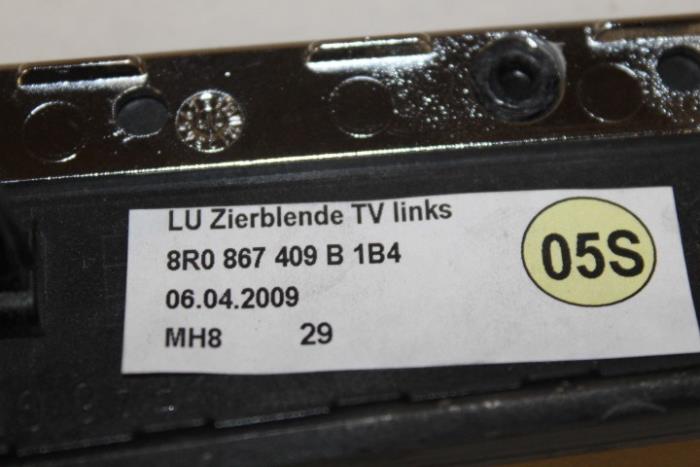 LU Zierblende TV links
8R0 867 409 B 1B4
06.04.2009
MH8 29
05S